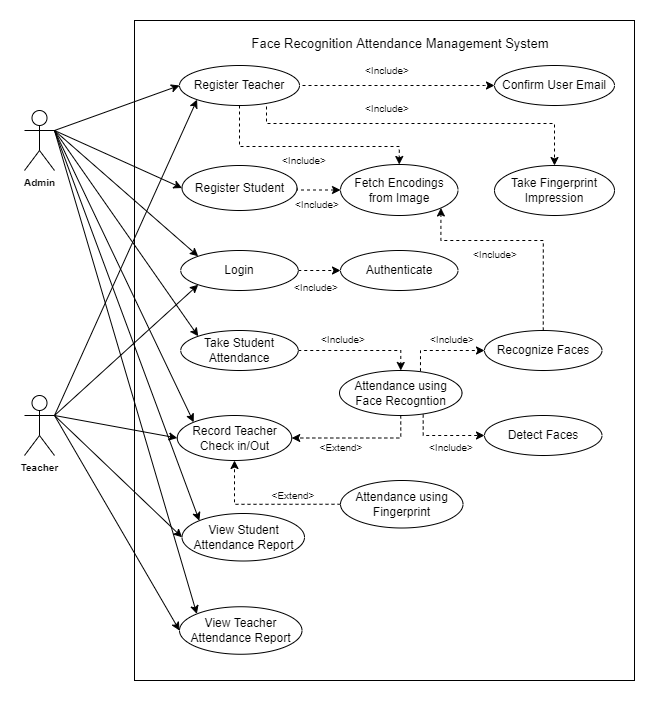 Face Recognition Attendance Management System
Register Teacher
<Include>
Confirm User Email
<Include>
Admin
<Include>
Register Student
<Include>
Fetch Encodings
from Image
Take Fingerprint
Impression
<Include>
Login
<Include>
Authenticate
Take Student
Attendance
<Include>
<Include>
Recognize Faces
Attendance using
Face Recogntion
Teacher
Record Teacher
Check in/Out
<Extend>
<Include>
Detect Faces
<Extend>
Attendance using
Fingerprint
View Student
Attendance Report
View Teacher
Attendance Report